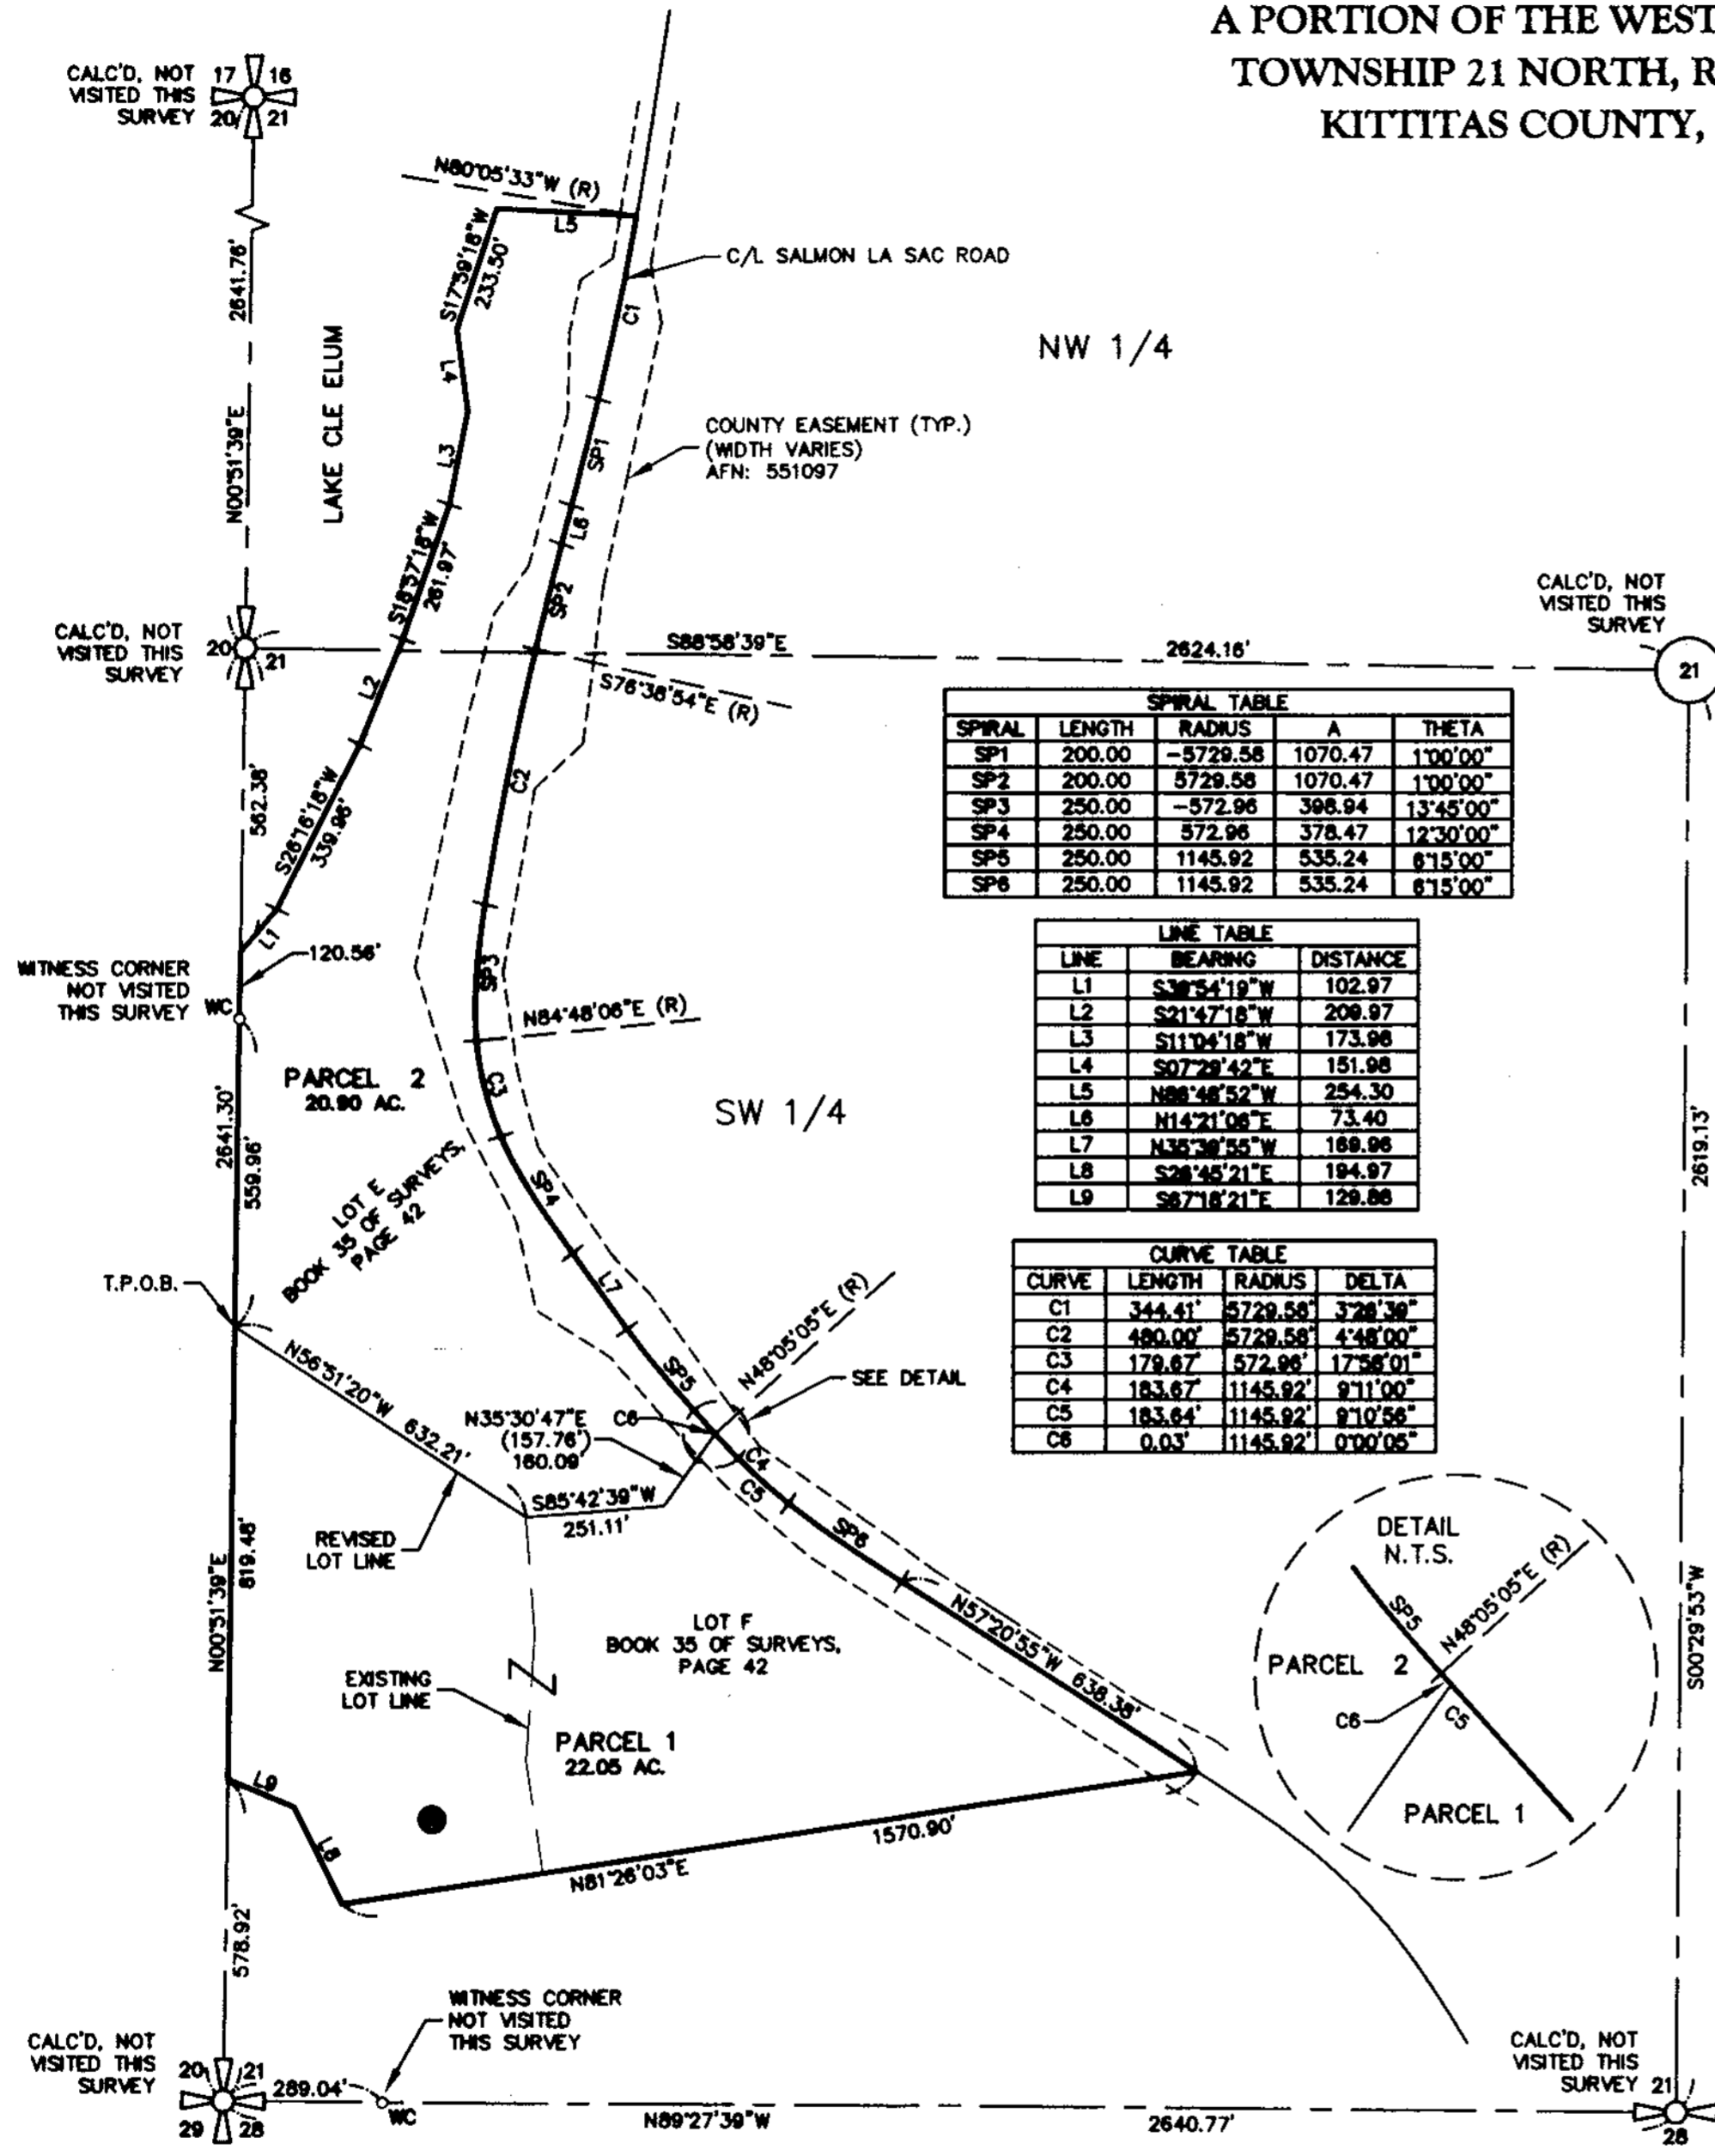 A PORTION OF THE WEST
TOWNSHIP 21 NORTH, R
KITTITAS COUNTY,
CALC'D, NOT
VISITED THIS
SURVEY
17 16
20 21
N80°05'33"W (R)
L5
S17°59'18"W
233.50'
C/L SALMON LA SAC ROAD
C1
2641.76'
N00°51'39"E
LAKE CLE ELUM
L4
NW 1/4
L3
SP1
COUNTY EASEMENT (TYP.)
(WIDTH VARIES)
AFN: 551097
L6
S18°57'18"W
261.97'
SP2
CALC'D, NOT
VISITED THIS
SURVEY
20
21
S88°58'39"E
2624.16'
CALC'D, NOT
VISITED THIS
SURVEY
21
S76°38'54"E (R)
L2
C2
562.38'
S26°16'18"W
339.96'
L1
120.56'
WITNESS CORNER
NOT VISITED
THIS SURVEY
WC
SP3
N84°48'06"E (R)
SPIRAL TABLE
SPIRAL LENGTH RADIUS A THETA
SP1 200.00 -5729.58 1070.47 1°00'00"
SP2 200.00 5729.58 1070.47 1°00'00"
SP3 250.00 -572.96 398.94 13°45'00"
SP4 250.00 572.96 378.47 12°30'00"
SP5 250.00 1145.92 535.24 6°15'00"
SP6 250.00 1145.92 535.24 6°15'00"
LINE TABLE
LINE BEARING DISTANCE
L1 102.97
L2 S21°47'18"W 209.97
L3 S11°04'18"W 173.96
L4 S07°29'42"E 151.98
L5 254.30
L6 N14°21'06"E 73.40
L7 N35°39'55"W 169.96
L8 S26°45'21"E 194.97
L9 S67°18'21"E
CURVE TABLE
CURVE LENGTH RADIUS DELTA
C1 344.41' 5729.58' 3°26'39"
C2 480.00' 5729.58' 4°48'00"
C3 179.67' 572.96' 17°58'01"
C4 183.67' 1145.92' 9°11'00"
C5 183.64' 1145.92' 9°10'56"
C6 0.03' 1145.92' 0°00'05"
PARCEL 2
20.90 AC.
C3
SW 1/4
2641.30'
559.96'
LOT E
BOOK 35 OF SURVEYS,
PAGE 42
SP4
T.P.O.B.
L7
N56°51'20"W 632.21'
SP5
N48°05'05"E (R)
SEE DETAIL
N35°30'47"E
(157.76')
160.09'
C6
C4
C5
S85°42'39"W
251.11'
REVISED
LOT LINE
SP6
N57°20'55"W 638.38'
819.48'
N00°51'39"E
LOT F
BOOK 35 OF SURVEYS,
PAGE 42
EXISTING
LOT LINE
Z
PARCEL 1
22.05 AC.
L9
L8
N81°26'03"E
1570.90'
DETAIL
N.T.S.
SP5
N48°05'05"E (R)
PARCEL 2
C6
C5
PARCEL 1
2619.13'
S00°29'53"W
578.92'
WITNESS CORNER
NOT VISITED
THIS SURVEY
CALC'D, NOT
VISITED THIS
SURVEY
20 21
29 28
289.04'
WC
N89°27'39"W
2640.77'
CALC'D, NOT
VISITED THIS
SURVEY
21
28